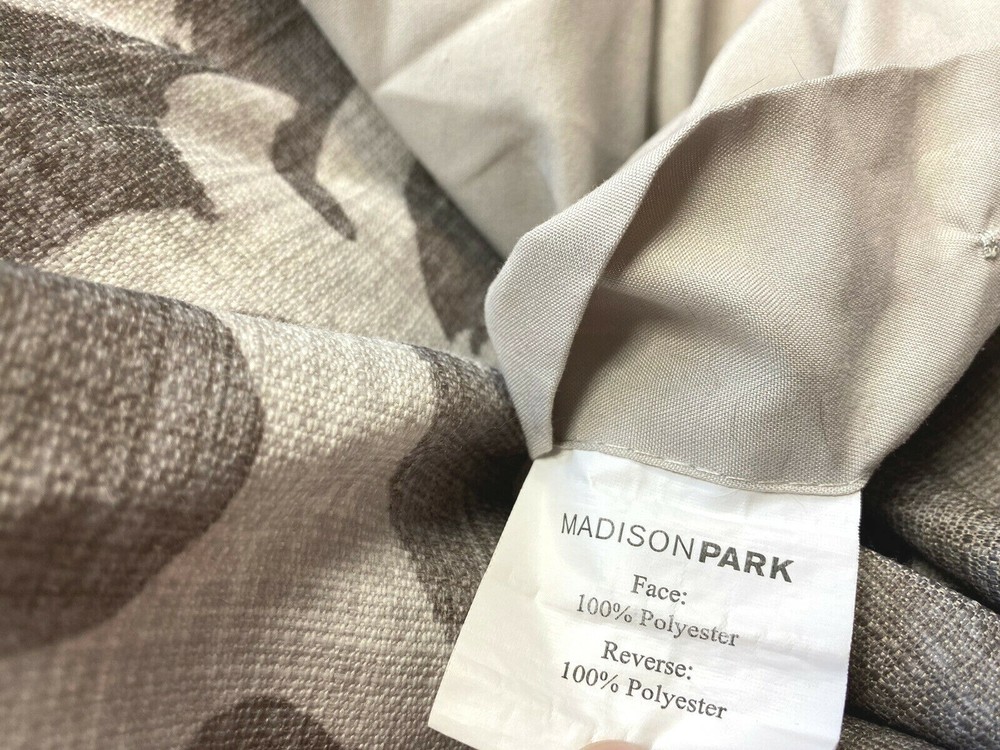 MADISONPARK
Face:
100% Polyester
Reverse:
100% Polyester